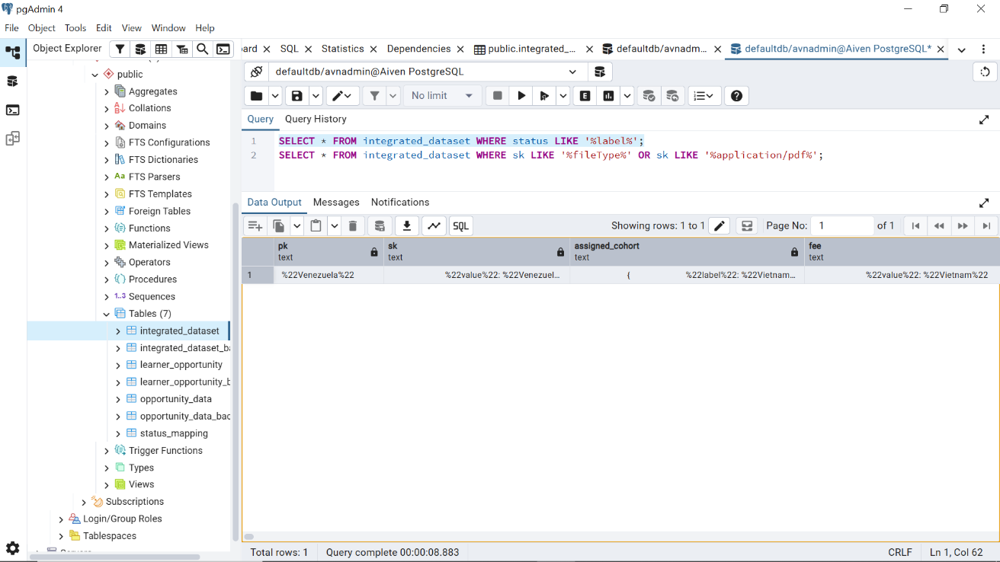 pgAdmin 4
File Object Tools Edit View Window Help
Object Explorer
ard SQL Statistics Dependencies public.integrated_... defaultdb/avnadm... defaultdb/avnadmin@Aiven PostgreSQL*
defaultdb/avnadmin@Aiven PostgreSQL
No limit
E
Query Query History
1 SELECT * FROM integrated_dataset WHERE status LIKE '%label%';
2 SELECT * FROM integrated_dataset WHERE sk LIKE '%fileType%' OR sk LIKE '%application/pdf%';
Data Output Messages Notifications
SQL
Showing rows: 1 to 1
Page No: 1 of 1
pk sk assigned_cohort fee
text text text text
1 %22Venezuela%22 %22value%22: %22Venezuel... { %22label%22: %22Vietnam... %22value%22: %22Vietnam%22
public
Aggregates
Collations
Domains
FTS Configurations
FTS Dictionaries
Aa FTS Parsers
FTS Templates
Foreign Tables
Functions
Materialized Views
Operators
Procedures
1..3 Sequences
Tables (7)
integrated_dataset
integrated_dataset_ba
learner_opportunity
learner_opportunity_b
opportunity_data
opportunity_data_bac
status_mapping
Trigger Functions
Types
Views
Subscriptions
Login/Group Roles
Tablespaces
Total rows: 1 Query complete 00:00:08.883 CRLF Ln 1, Col 62